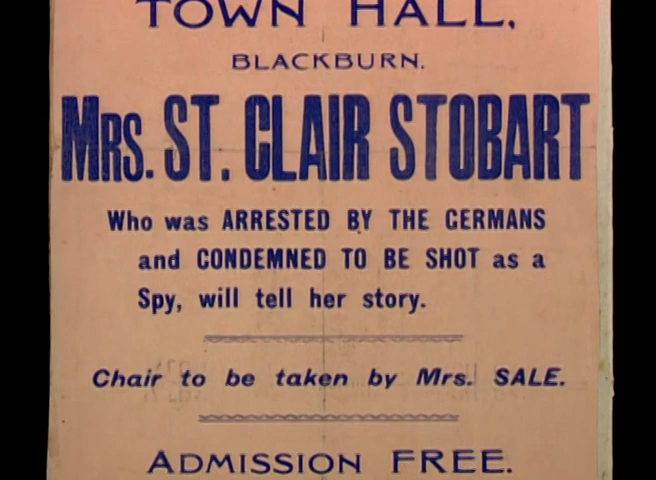 TOWN HALL,
BLACKBURN.
MRS. ST. CLAIR STOBART
Who was ARRESTED BY THE GERMANS
and CONDEMNED TO BE SHOT as a
Spy, will tell her story.
Chair to be taken by Mrs. SALE.
ADMISSION FREE.